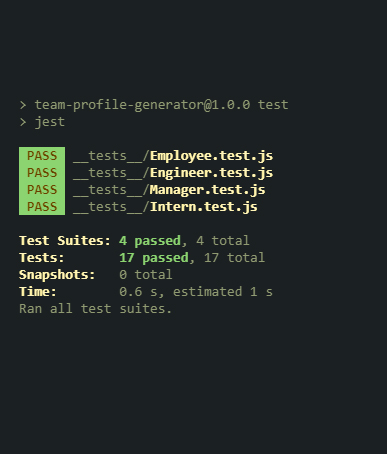 > team-profile-generator@1.0.0 test
> jest
PASS __tests__/Employee.test.js
PASS __tests__/Engineer.test.js
PASS __tests__/Manager.test.js
PASS __tests__/Intern.test.js
Test Suites: 4 passed, 4 total
Tests: 17 passed, 17 total
Snapshots: 0 total
Time: 0.6 s, estimated 1 s
Ran all test suites.